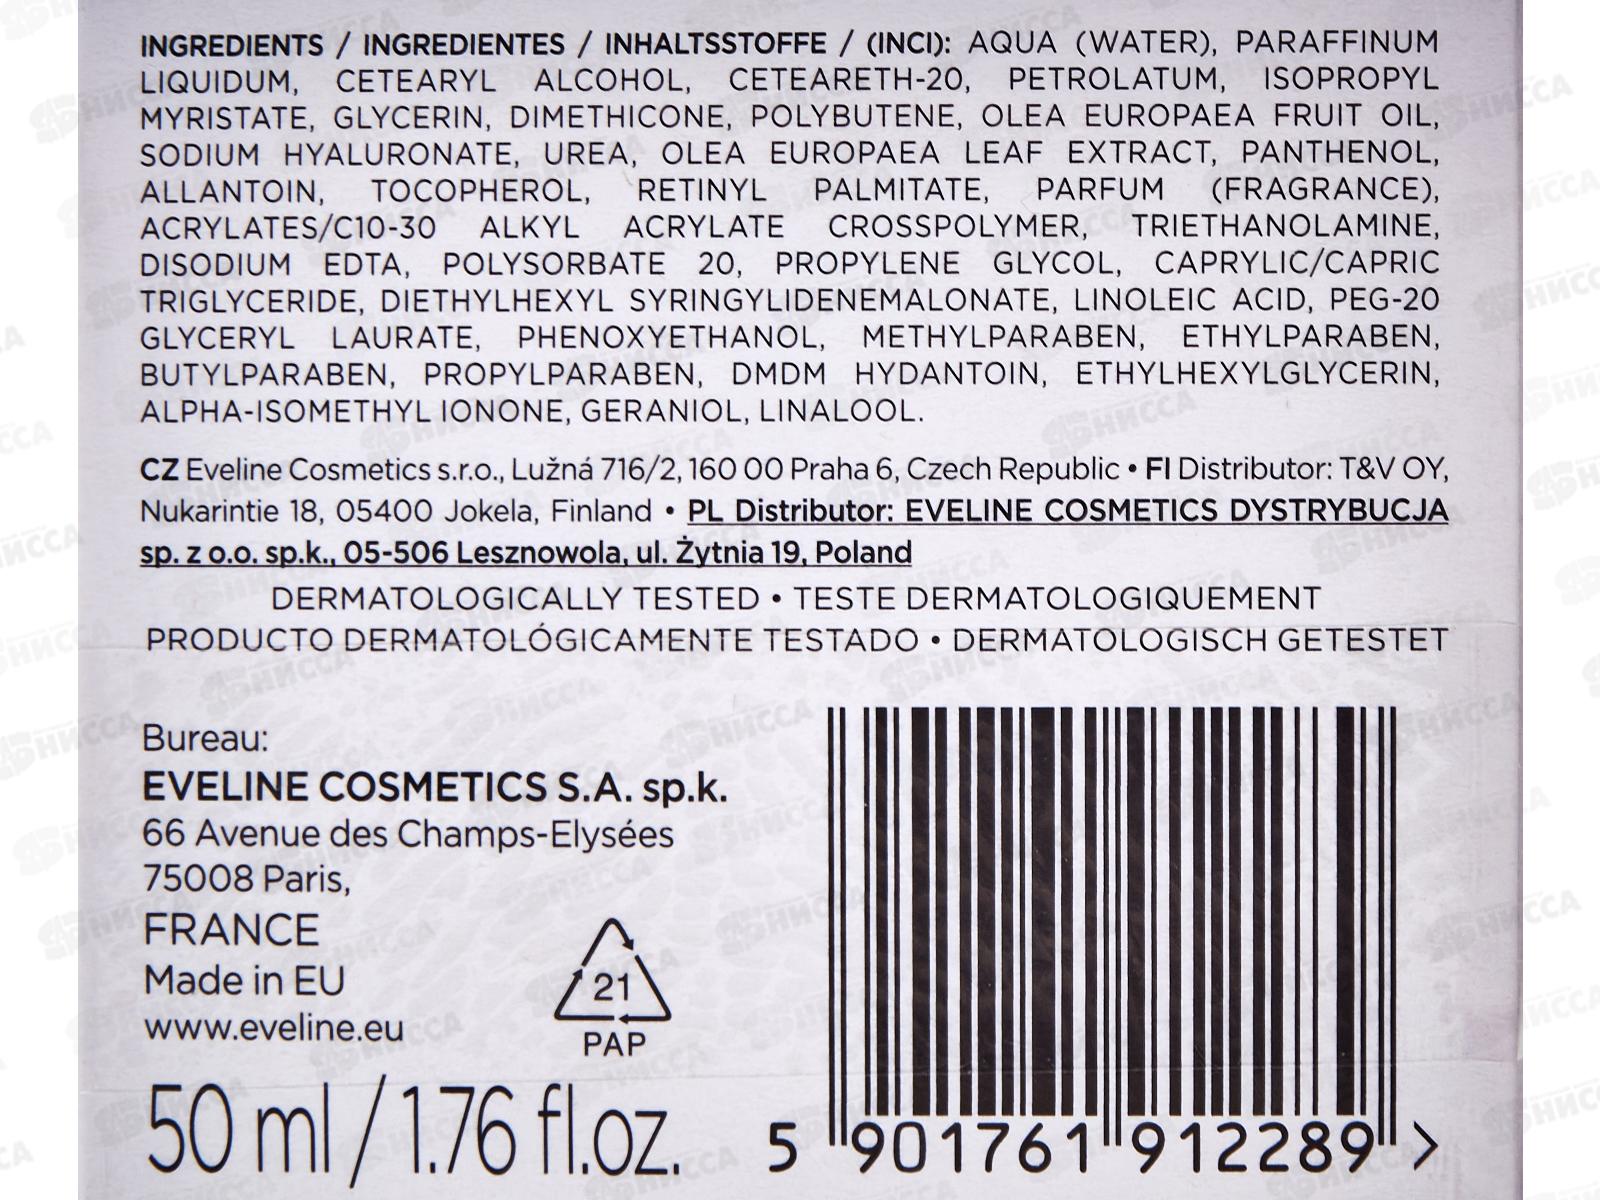 INGREDIENTS / INGREDIENTES / INHALTSSTOFFE / (INCI): AQUA (WATER), PARAFFINUM
LIQUIDUM, CETEARYL ALCOHOL, CETEARETH-20, PETROLATUM, ISOPROPYL
MYRISTATE, GLYCERIN, DIMETHICONE, POLYBUTENE, OLEA EUROPAEA FRUIT OIL,
SODIUM HYALURONATE, UREA, OLEA EUROPAEA LEAF EXTRACT, PANTHENOL,
ALLANTOIN, TOCOPHEROL, RETINYL PALMITATE, PARFUM (FRAGRANCE),
ACRYLATES/C10-30 ALKYL ACRYLATE CROSSPOLYMER, TRIETHANOLAMINE,
DISODIUM EDTA, POLYSORBATE 20, PROPYLENE GLYCOL, CAPRYLIC/CAPRIC
TRIGLYCERIDE, DIETHYLHEXYL SYRINGYLIDENEMALONATE, LINOLEIC ACID, PEG-20
GLYCERYL LAURATE, PHENOXYETHANOL, METHYLPARABEN, ETHYLPARABEN,
BUTYLPARABEN, PROPYLPARABEN, DMDM HYDANTOIN, ETHYLHEXYLGLYCERIN,
ALPHA-ISOMETHYL IONONE, GERANIOL, LINALOOL.
CZ Eveline Cosmetics s.r.o., Lužná 716/2, 160 00 Praha 6, Czech Republic • FI Distributor: T&V OY,
Nukarintie 18, 05400 Jokela, Finland • PL Distributor: EVELINE COSMETICS DYSTRYBUCJA
sp. z o.o. sp.k., 05-506 Lesznowola, ul. Żytnia 19, Poland
DERMATOLOGICALLY TESTED • TESTE DERMATOLOGIQUEMENT
PRODUCTO DERMATOLÓGICAMENTE TESTADO • DERMATOLOGISCH GETESTET
Bureau:
EVELINE COSMETICS S.A. sp.k.
66 Avenue des Champs-Elysées
75008 Paris,
FRANCE
Made in EU
www.eveline.eu
21
PAP
50 ml / 1.76 fl.oz.
5 901761 912289 >